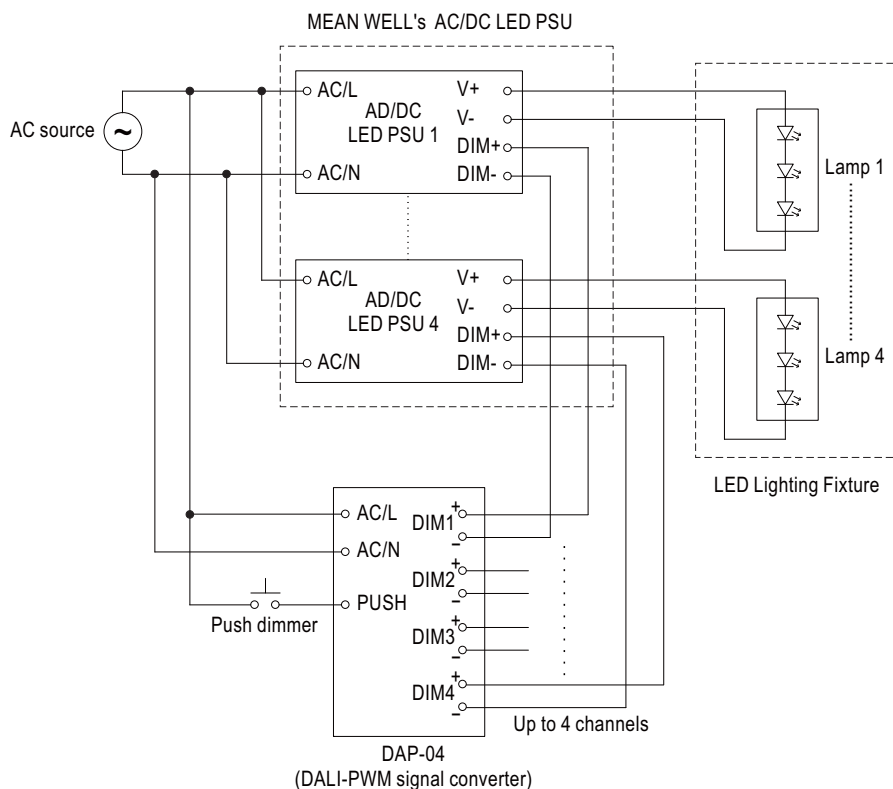 MEAN WELL's AC/DC LED PSU
AC source
~
AC/L
AD/DC
LED PSU 1
AC/N
V+
V-
DIM+
DIM-
Lamp 1
AC/L
AD/DC
LED PSU 4
AC/N
V+
V-
DIM+
DIM-
Lamp 4
LED Lighting Fixture
AC/L
AC/N
PUSH
Push dimmer
DIM1 + -
DIM2 + -
DIM3 + -
DIM4 + -
Up to 4 channels
DAP-04
(DALI-PWM signal converter)